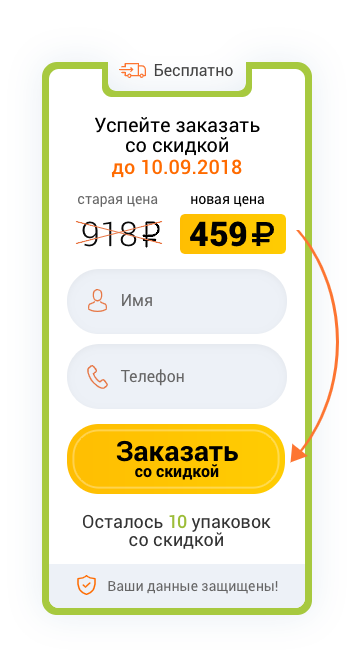 Бесплатно
Успейте заказать
со скидкой
до 10.09.2018
старая цена
новая цена
918₽
459₽
Имя
Телефон
Заказать
со скидкой
Осталось 10 упаковок
со скидкой
Ваши данные защищены!